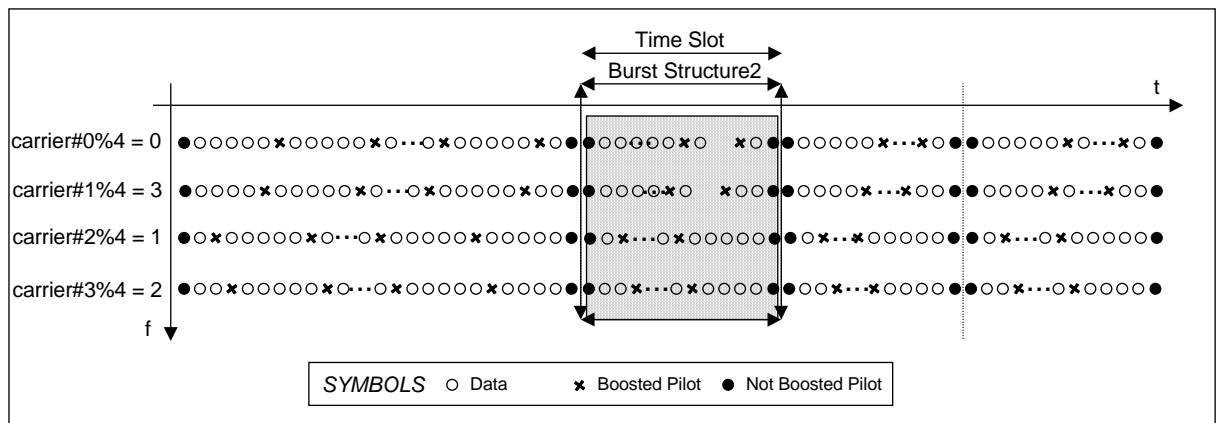 Time Slot
Burst Structure2
t
carrier#0%4 = 0
carrier#1%4 = 3
carrier#2%4 = 1
carrier#3%4 = 2
f
SYMBOLS Data Boosted Pilot Not Boosted Pilot